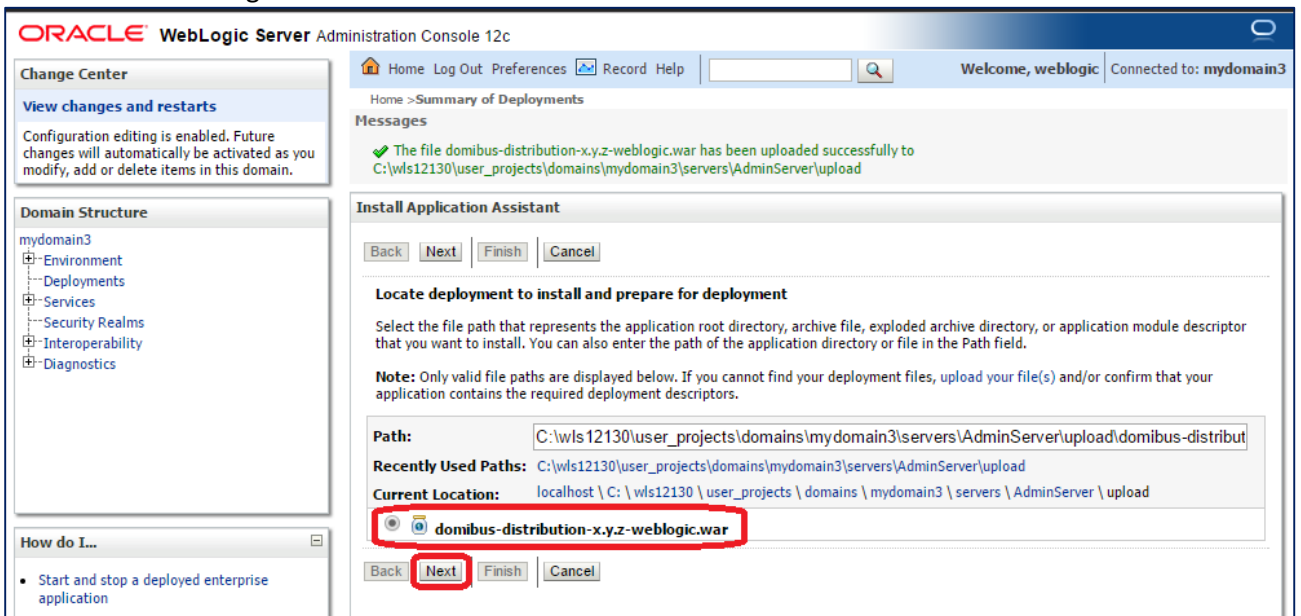 ORACLE WebLogic Server Administration Console 12c
Change Center
View changes and restarts
Configuration editing is enabled. Future
changes will automatically be activated as you
modify, add or delete items in this domain.
Domain Structure
mydomain3
Environment
Deployments
Services
Security Realms
Interoperability
Diagnostics
How do I...
Start and stop a deployed enterprise
application
Home Log Out Preferences Record Help
Welcome, weblogic Connected to: mydomain3
Home >Summary of Deployments
Messages
The file domibus-distribution-x.y.z-weblogic.war has been uploaded successfully to
C:\wls12130\user_projects\domains\mydomain3\servers\AdminServer\upload
Install Application Assistant
Back Next Finish Cancel
Locate deployment to install and prepare for deployment
Select the file path that represents the application root directory, archive file, exploded archive directory, or application module descriptor
that you want to install. You can also enter the path of the application directory or file in the Path field.
Note: Only valid file paths are displayed below. If you cannot find your deployment files, upload your file(s) and/or confirm that your
application contains the required deployment descriptors.
Path: C:\wls12130\user_projects\domains\mydomain3\servers\AdminServer\upload\domibus-distribut
Recently Used Paths: C:\wls12130\user_projects\domains\mydomain3\servers\AdminServer\upload
Current Location: localhost \ C: \ wls12130 \ user_projects \ domains \ mydomain3 \ servers \ AdminServer \ upload
domibus-distribution-x.y.z-weblogic.war
Back Next Finish Cancel